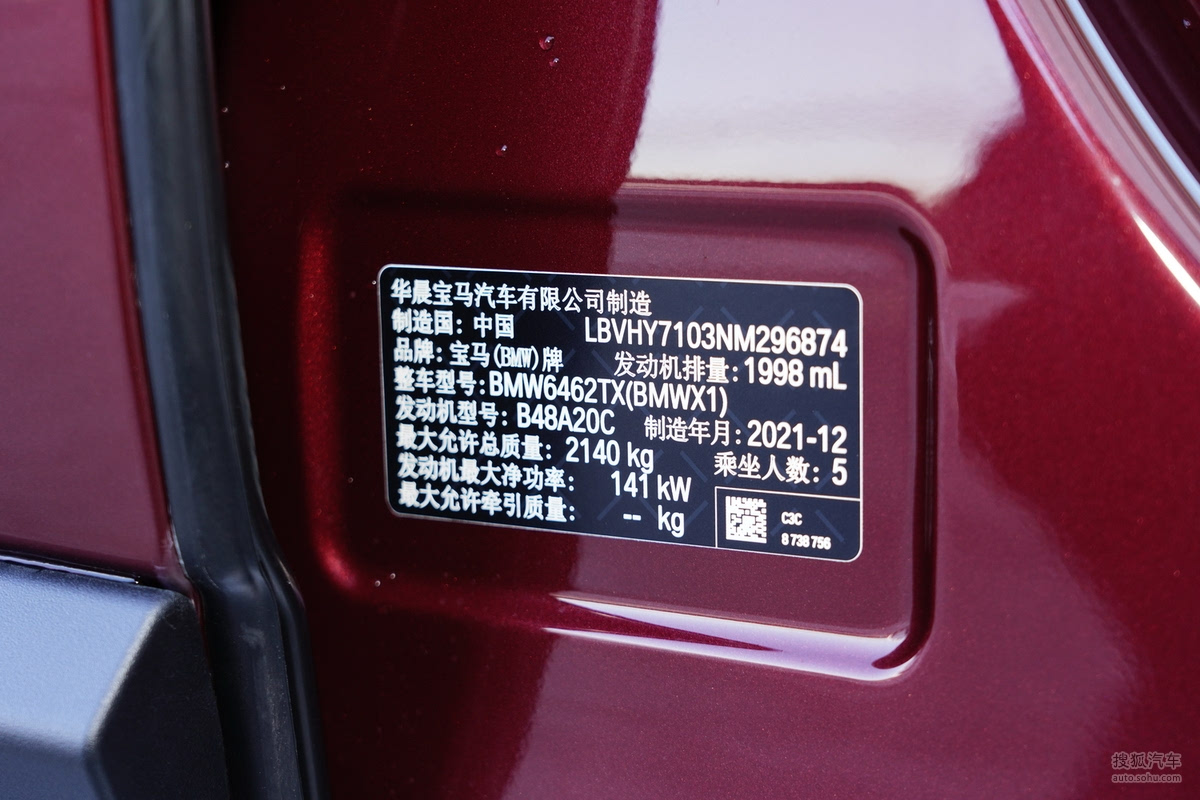 华晨宝马汽车有限公司制造
制造国：中国 LBVHY7103NM296874
品牌：宝马(BMW)牌 发动机排量：1998 mL
整车型号：BMW6462TX(BMWX1)
发动机型号：B48A20C 制造年月：2021-12
最大允许总质量：2140 kg 乘坐人数：5
发动机最大净功率：141 kW
最大允许牵引质量：-- kg
C3C
8 738 756
搜狐汽车
auto.sohu.com